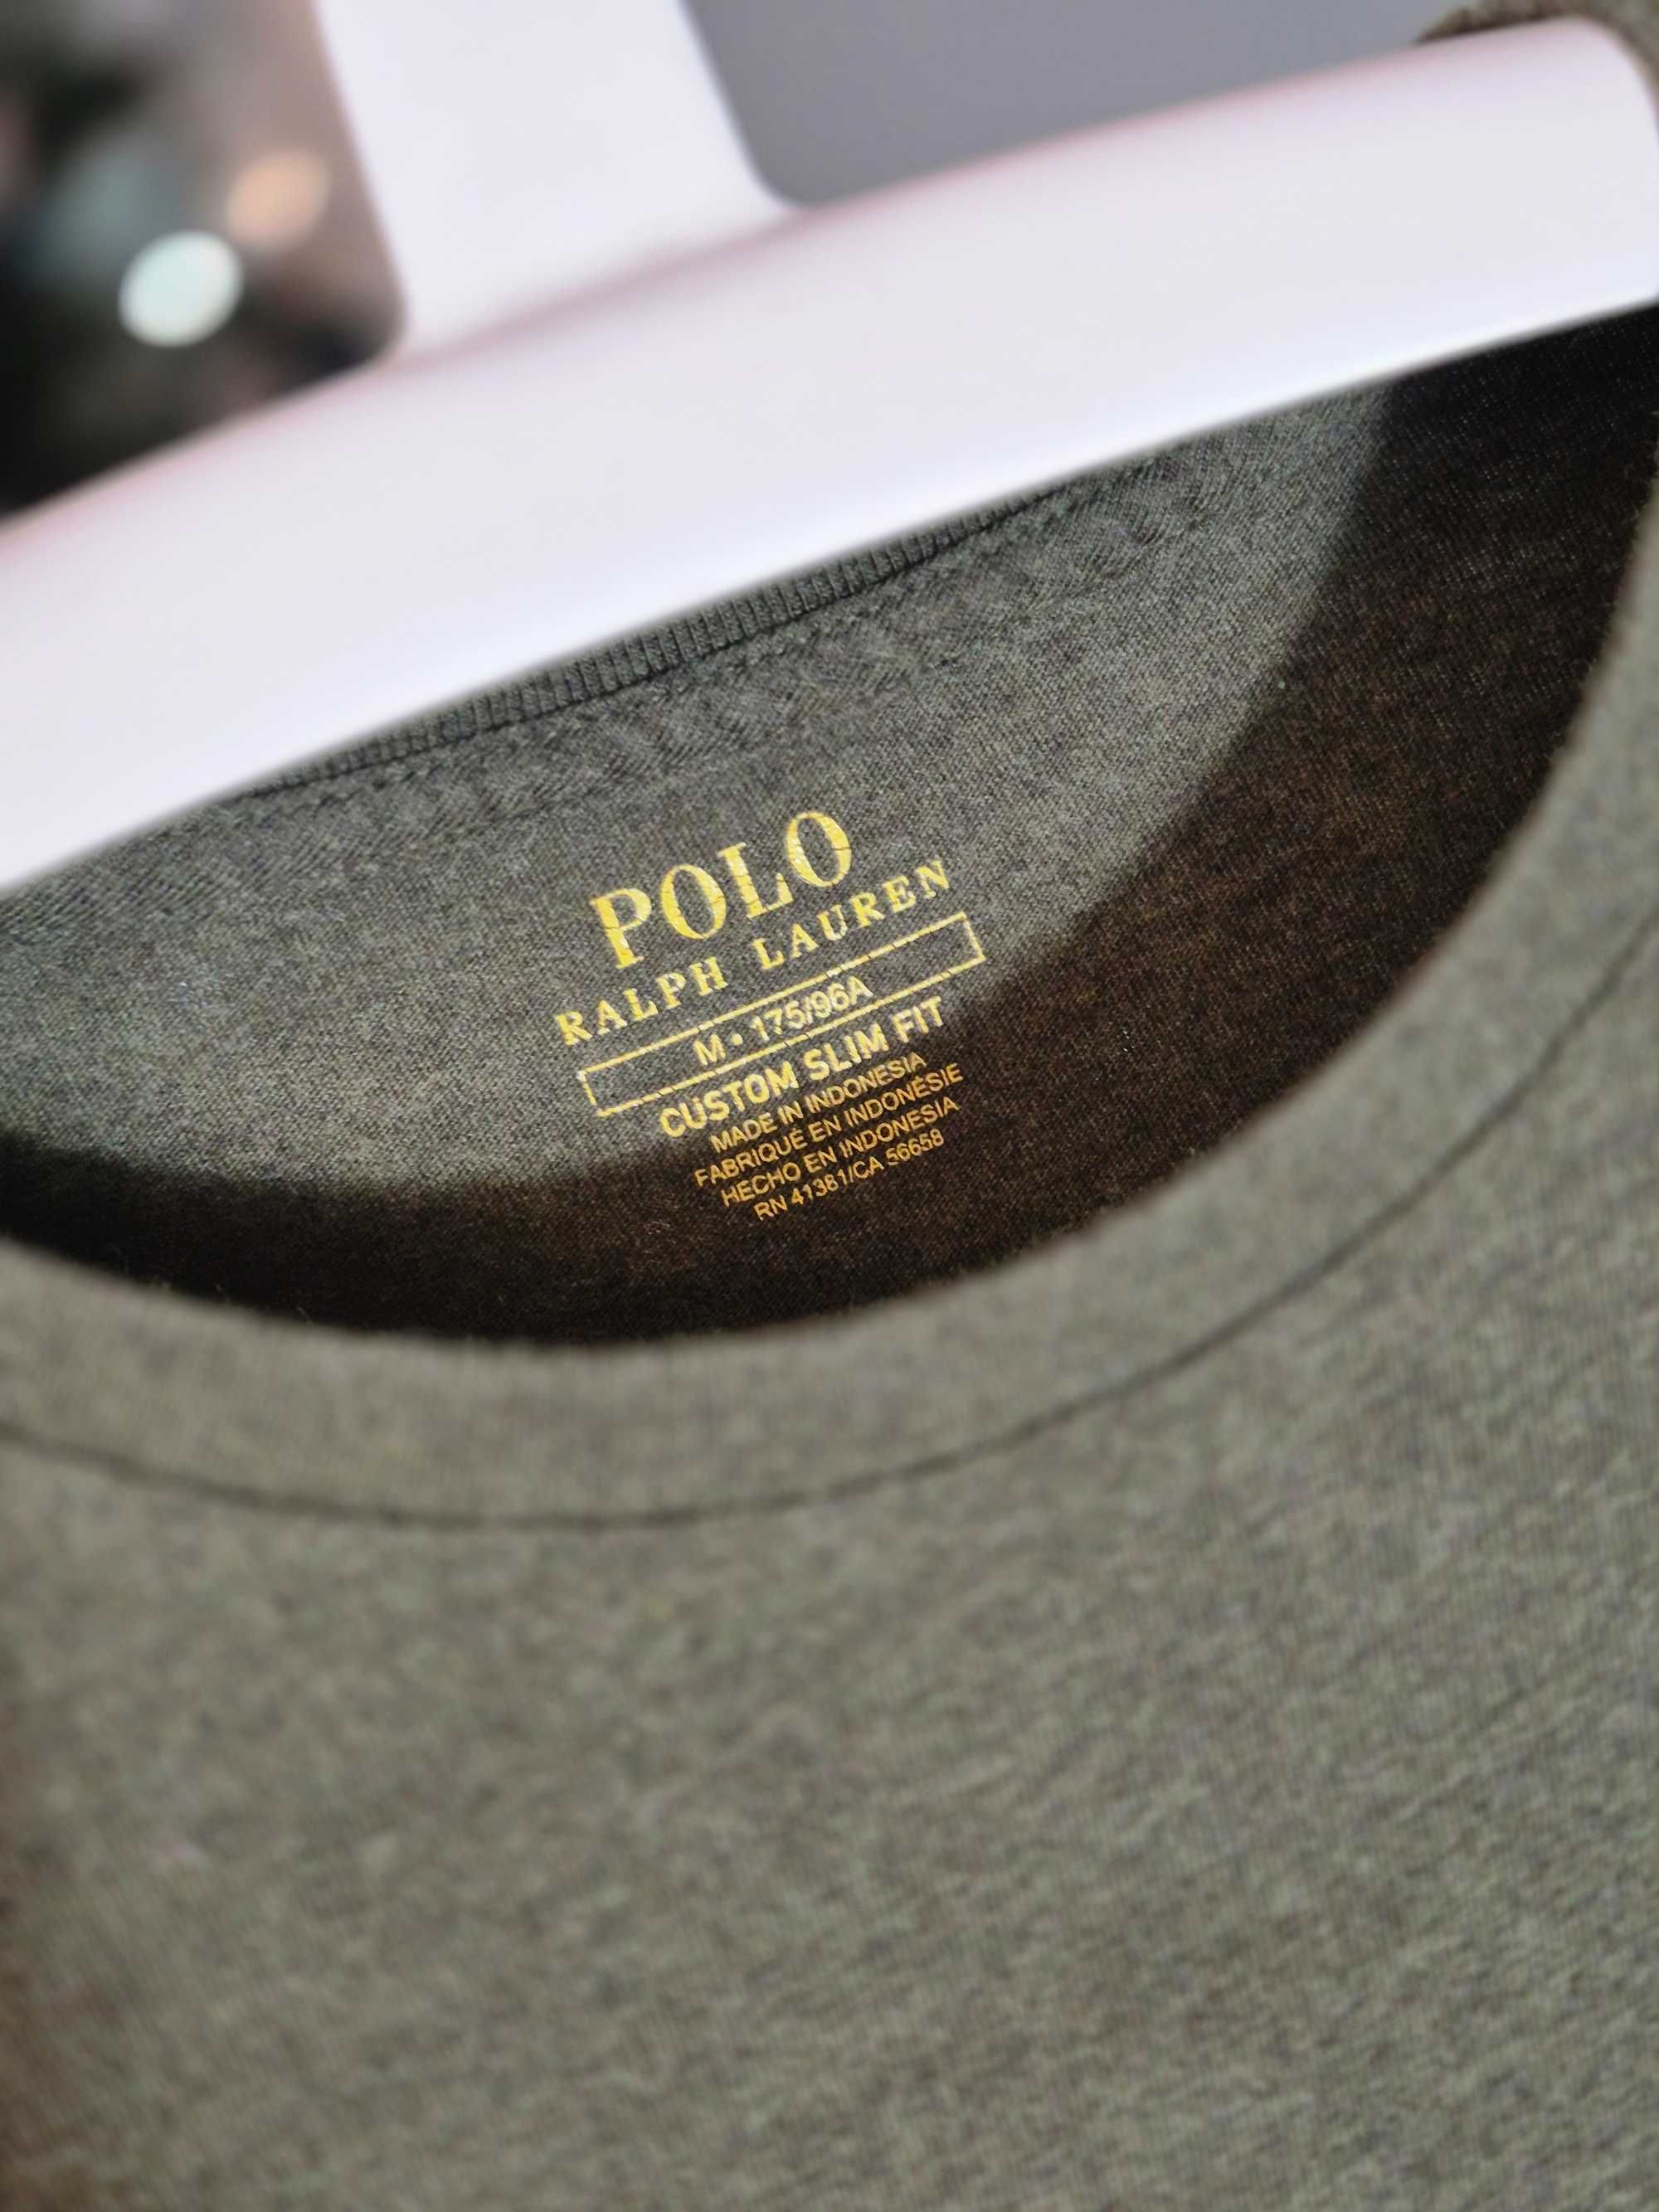 POLO
RALPH LAUREN
M • 175/96A
CUSTOM SLIM FIT
MADE IN INDONESIA
FABRIQUÉ EN INDONÉSIE
HECHO EN INDONESIA
RN 41381/CA 56658